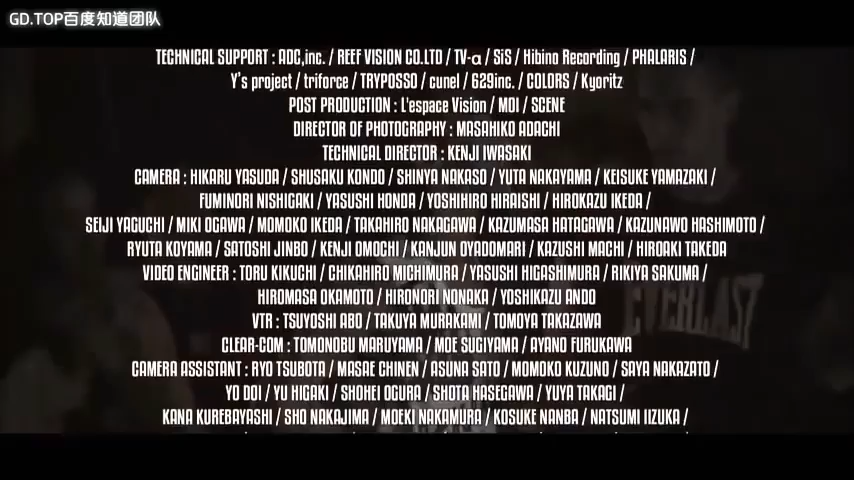 GD.TOP百度知道团队
TECHNICAL SUPPORT : ADC,inc. / REEF VISION CO.LTD / TV-α / SiS / Hibino Recording / PHALARIS /
Y's project / triforce / TRYPOSSO / cunel / 629inc. / COLORS / Kyoritz
POST PRODUCTION : L'espace Vision / MOI / SCENE
DIRECTOR OF PHOTOGRAPHY : MASAHIKO ADACHI
TECHNICAL DIRECTOR : KENJI IWASAKI
CAMERA : HIKARU YASUDA / SHUSAKU KONDO / SHINYA NAKASO / YUTA NAKAYAMA / KEISUKE YAMAZAKI /
FUMINORI NISHIGAKI / YASUSHI HONDA / YOSHIHIRO HIRAISHI / HIROKAZU IKEDA /
SEIJI YAGUCHI / MIKI OGAWA / MOMOKO IKEDA / TAKAHIRO NAKAGAWA / KAZUMASA HATAGAWA / KAZUNAWO HASHIMOTO /
RYUTA KOYAMA / SATOSHI JINBO / KENJI OMOCHI / KANJUN OYADOMARI / KAZUSHI MACHI / HIROAKI TAKEDA
VIDEO ENGINEER : TORU KIKUCHI / CHIKAHIRO MICHIMURA / YASUSHI HIGASHIMURA / RIKIYA SAKUMA /
HIROMASA OKAMOTO / HIRONORI NONAKA / YOSHIKAZU ANDO
EVERLAST
VTR : TSUYOSHI ABO / TAKUYA MURAKAMI / TOMOYA TAKAZAWA
CLEAR-COM : TOMONOBU MARUYAMA / MOE SUGIYAMA / AYANO FURUKAWA
CAMERA ASSISTANT : RYO TSUBOTA / MASAE CHINEN / ASUNA SATO / MOMOKO KUZUNO / SAYA NAKAZATO /
YO DOI / YU HIGAKI / SHOHEI OGURA / SHOTA HASEGAWA / YUYA TAKAGI /
KANA KUREBAYASHI / SHO NAKAJIMA / MOEKI NAKAMURA / KOSUKE NANBA / NATSUMI IIZUKA /